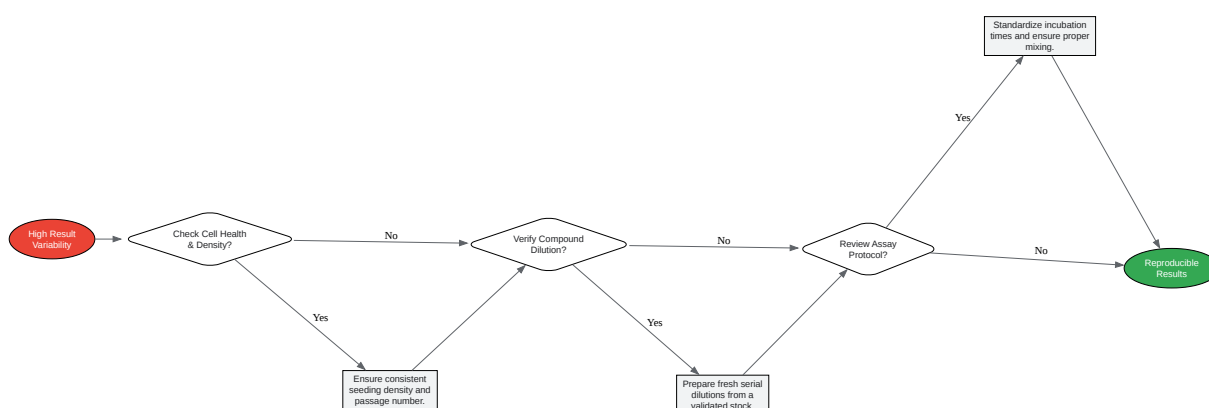 Standardize incubation
times and ensure proper
mixing.
Yes
High Result
Variability
Check Cell Health
& Density?
No
Verify Compound
Dilution?
No
Review Assay
Protocol?
No
Reproducible
Results
Yes
Yes
Ensure consistent
seeding density and
passage number.
Prepare fresh serial
dilutions from a
validated stock.